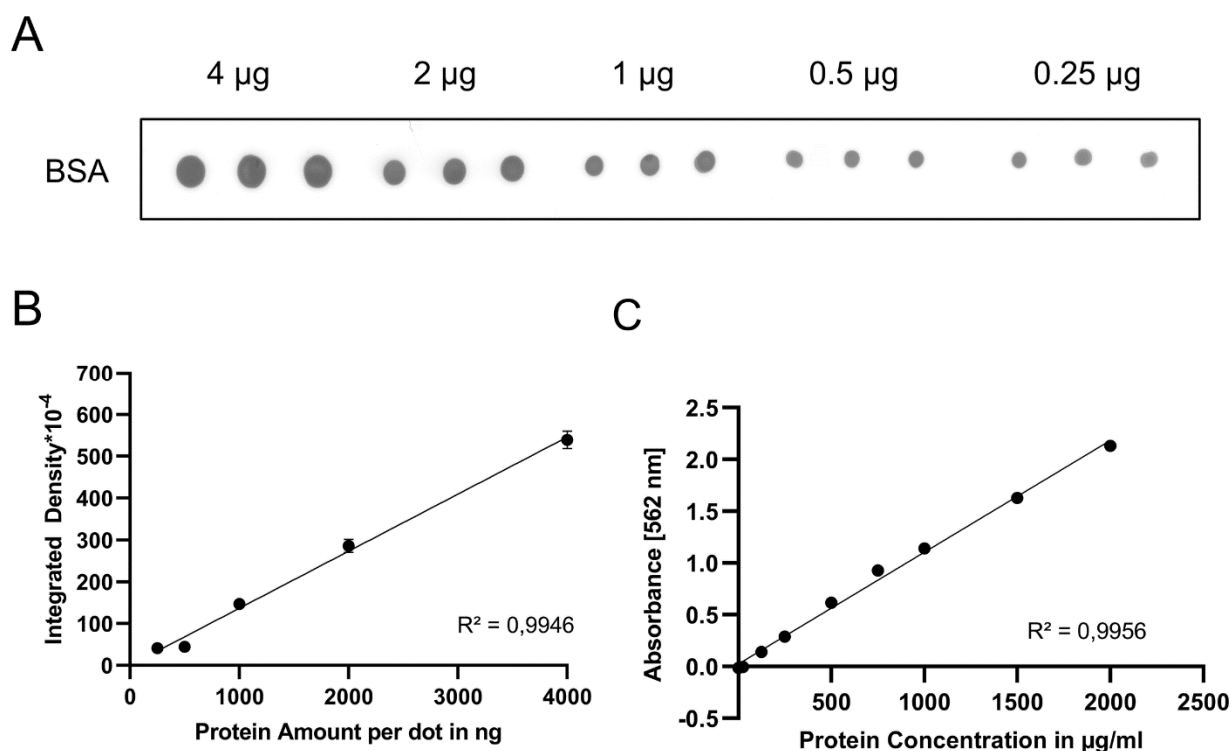 A
4 µg 2 µg 1 µg 0.5 µg 0.25 µg
BSA
B
700
600
500
400
300
200
100
0
0 1000 2000 3000 4000
Integrated Density*10-4
R² = 0,9946
Protein Amount per dot in ng
C
2.5
2.0
1.5
1.0
0.5
0.0
-0.5
500 1000 1500 2000 2500
Absorbance [562 nm]
R² = 0,9956
Protein Concentration in µg/ml